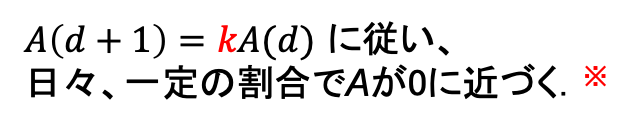 A(d + 1) = kA(d) に従い、
日々、一定の割合でAが0に近づく. ※